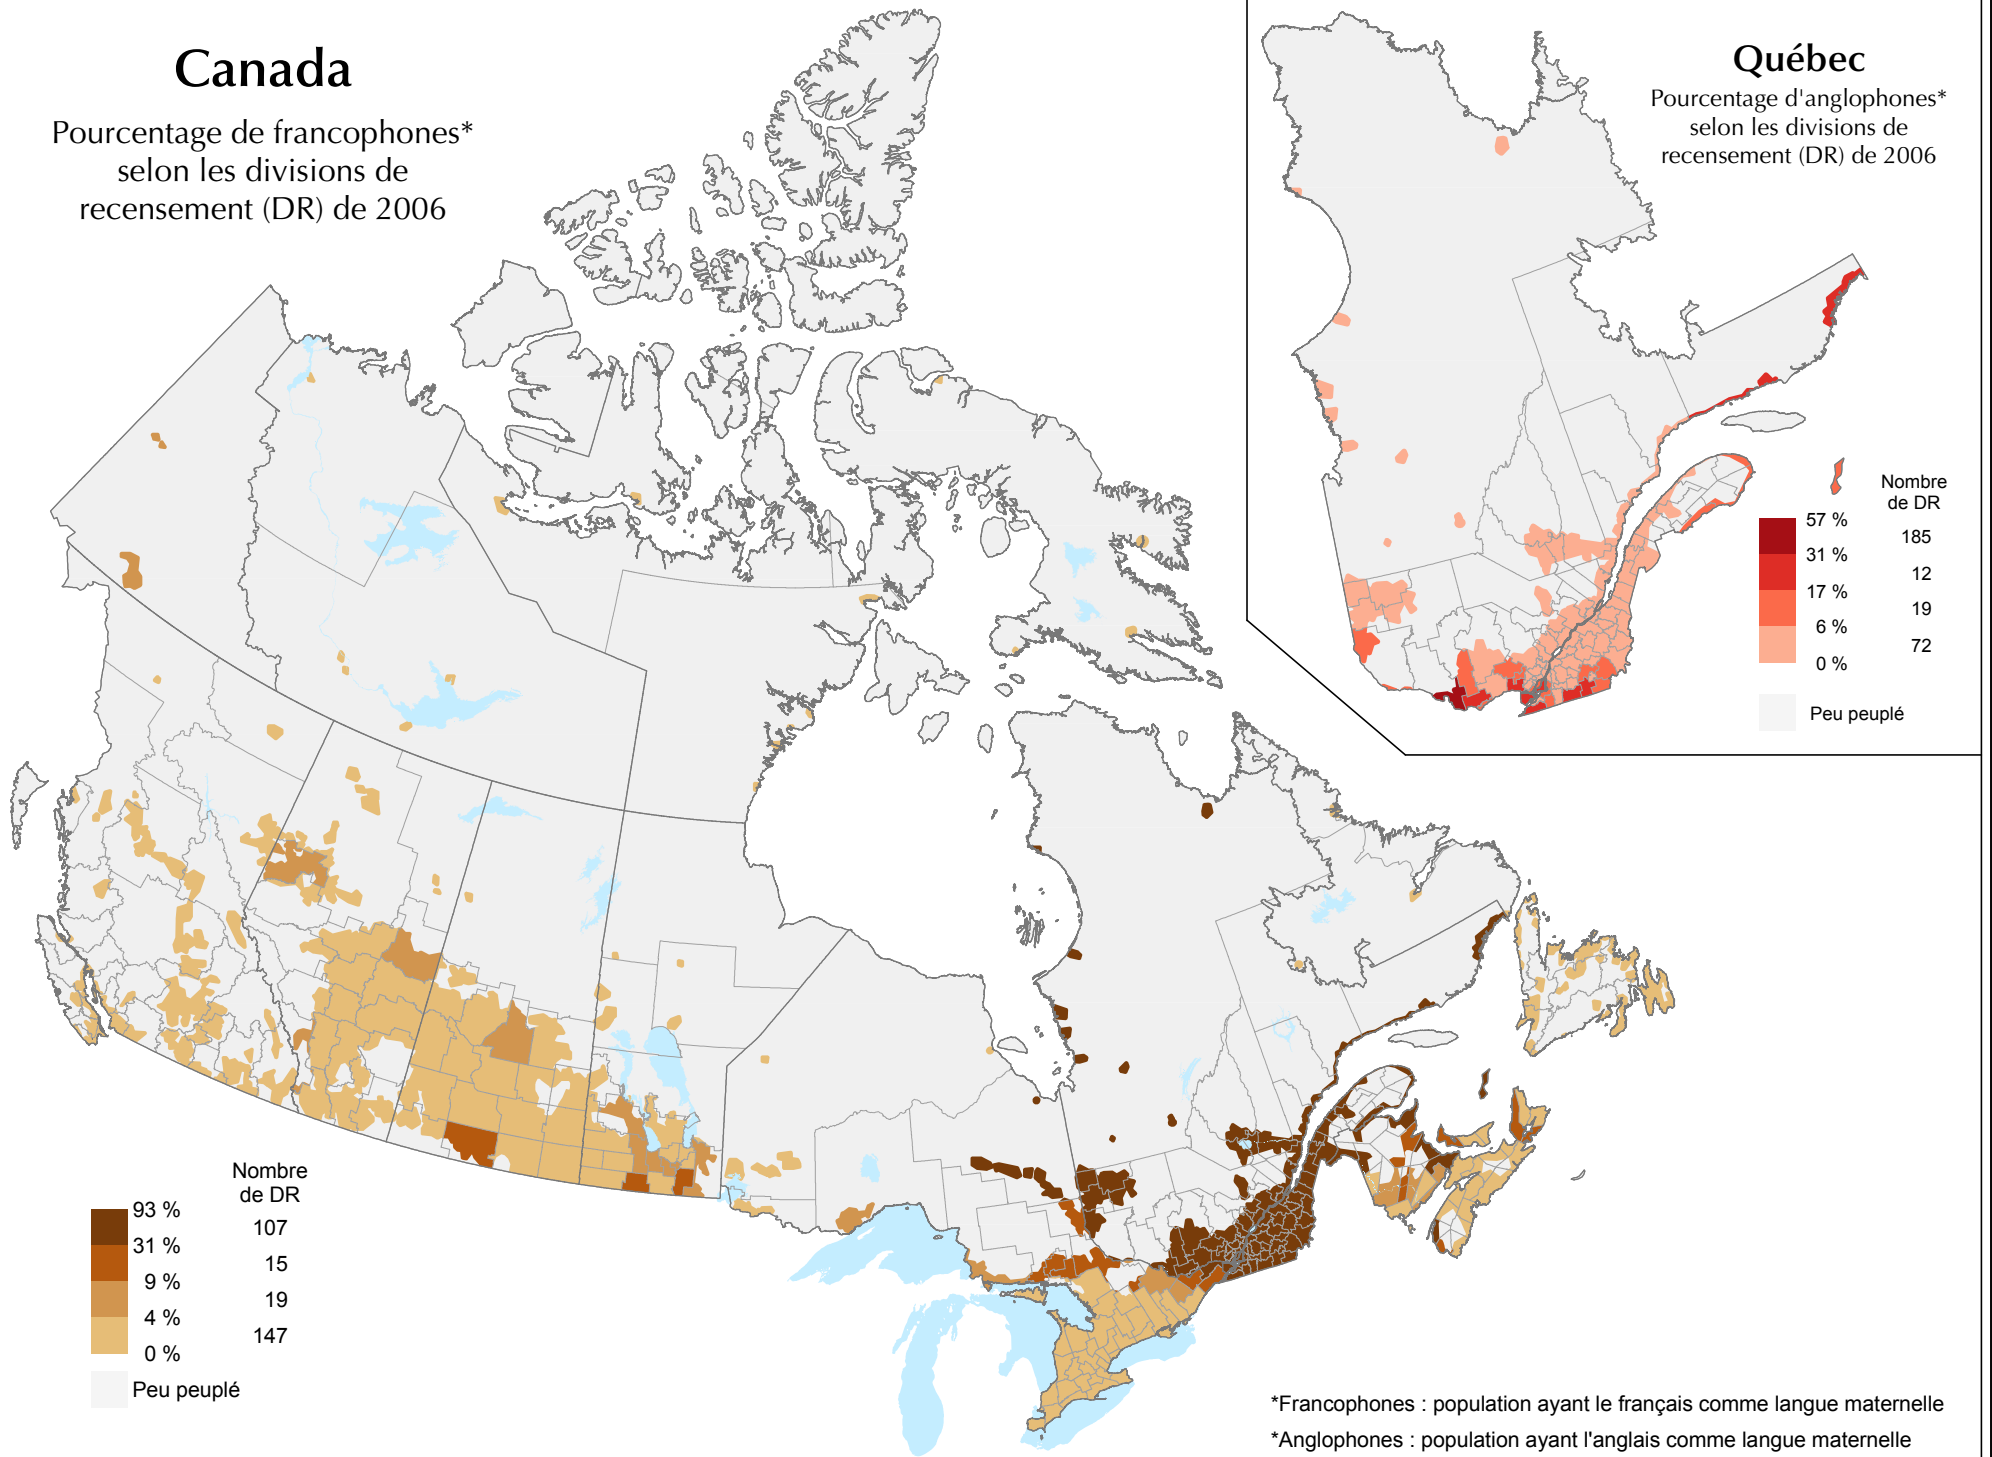 Canada
Pourcentage de francophones*
selon les divisions de
recensement (DR) de 2006
Québec
Pourcentage d'anglophones*
selon les divisions de
recensement (DR) de 2006
Nombre
de DR
57 %
185
31 %
12
17 %
19
6 %
72
0 %
Peu peuplé
Nombre
de DR
93 %
107
31 %
15
9 %
19
4 %
147
0 %
Peu peuplé
*Francophones : population ayant le français comme langue maternelle
*Anglophones : population ayant l'anglais comme langue maternelle